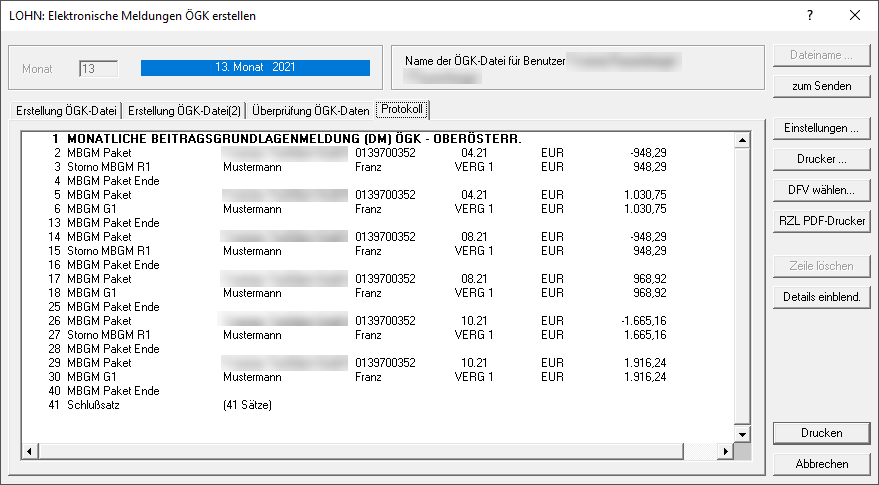 LOHN: Elektronische Meldungen ÖGK erstellen
Monat 13 13. Monat 2021
Name der ÖGK-Datei für Benutzer
Dateiname ...
zum Senden
Erstellung ÖGK-Datei Erstellung ÖGK-Datei(2) Überprüfung ÖGK-Daten Protokoll
1 MONATLICHE BEITRAGSGRUNDLAGENMELDUNG (DM) ÖGK - OBERÖSTERR.
2 MBGM Paket 0139700352 04.21 EUR -948,29
3 Storno MBGM R1 Mustermann Franz VERG 1 EUR 948,29
4 MBGM Paket Ende
5 MBGM Paket 0139700352 04.21 EUR 1.030,75
6 MBGM G1 Mustermann Franz VERG 1 EUR 1.030,75
13 MBGM Paket Ende
14 MBGM Paket 0139700352 08.21 EUR -948,29
15 Storno MBGM R1 Mustermann Franz VERG 1 EUR 948,29
16 MBGM Paket Ende
17 MBGM Paket 0139700352 08.21 EUR 968,92
18 MBGM G1 Mustermann Franz VERG 1 EUR 968,92
25 MBGM Paket Ende
26 MBGM Paket 0139700352 10.21 EUR -1.665,16
27 Storno MBGM R1 Mustermann Franz VERG 1 EUR 1.665,16
28 MBGM Paket Ende
29 MBGM Paket 0139700352 10.21 EUR 1.916,24
30 MBGM G1 Mustermann Franz VERG 1 EUR 1.916,24
40 MBGM Paket Ende
41 Schlußsatz (41 Sätze)
Einstellungen ...
Drucker ...
DFV wählen...
RZL PDF-Drucker
Zeile löschen
Details einblend.
Drucken
Abbrechen